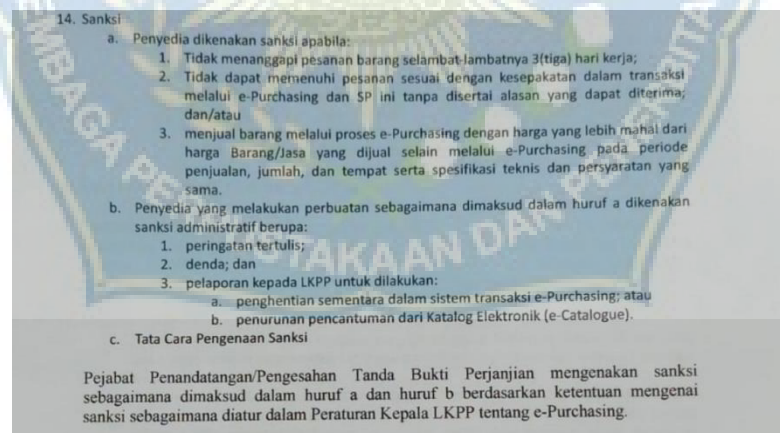 14. Sanksi
a. Penyedia dikenakan sanksi apabila:
1. Tidak menanggapi pesanan barang selambat-lambatnya 3(tiga) hari kerja;
2. Tidak dapat memenuhi pesanan sesuai dengan kesepakatan dalam transaksi
melalui e-Purchasing dan SP ini tanpa disertai alasan yang dapat diterima;
dan/atau
3. menjual barang melalui proses e-Purchasing dengan harga yang lebih mahal dari
harga Barang/Jasa yang dijual selain melalui e-Purchasing pada periode
penjualan, jumlah, dan tempat serta spesifikasi teknis dan persyaratan yang
sama.
b. Penyedia yang melakukan perbuatan sebagaimana dimaksud dalam huruf a dikenakan
sanksi administratif berupa:
1. peringatan tertulis;
2. denda; dan
3. pelaporan kepada LKPP untuk dilakukan:
a. penghentian sementara dalam sistem transaksi e-Purchasing; atau
b. penurunan pencantuman dari Katalog Elektronik (e-Catalogue).
c. Tata Cara Pengenaan Sanksi
Pejabat Penandatangan/Pengesahan Tanda Bukti Perjanjian mengenakan sanksi
sebagaimana dimaksud dalam huruf a dan huruf b berdasarkan ketentuan mengenai
sanksi sebagaimana diatur dalam Peraturan Kepala LKPP tentang e-Purchasing.